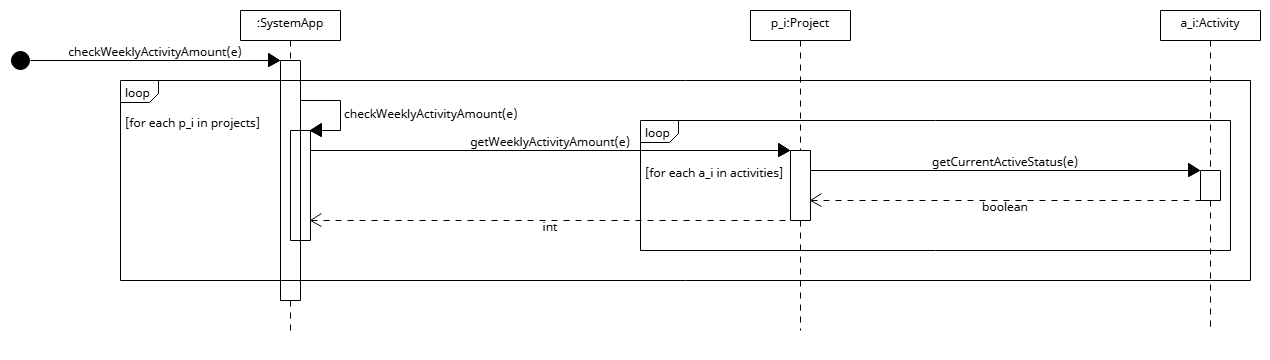 :SystemApp
p_i:Project
a_i:Activity
checkWeeklyActivityAmount(e)
loop
[for each p_i in projects]
checkWeeklyActivityAmount(e)
loop
getWeeklyActivityAmount(e)
[for each a_i in activities]
getCurrentActiveStatus(e)
boolean
int